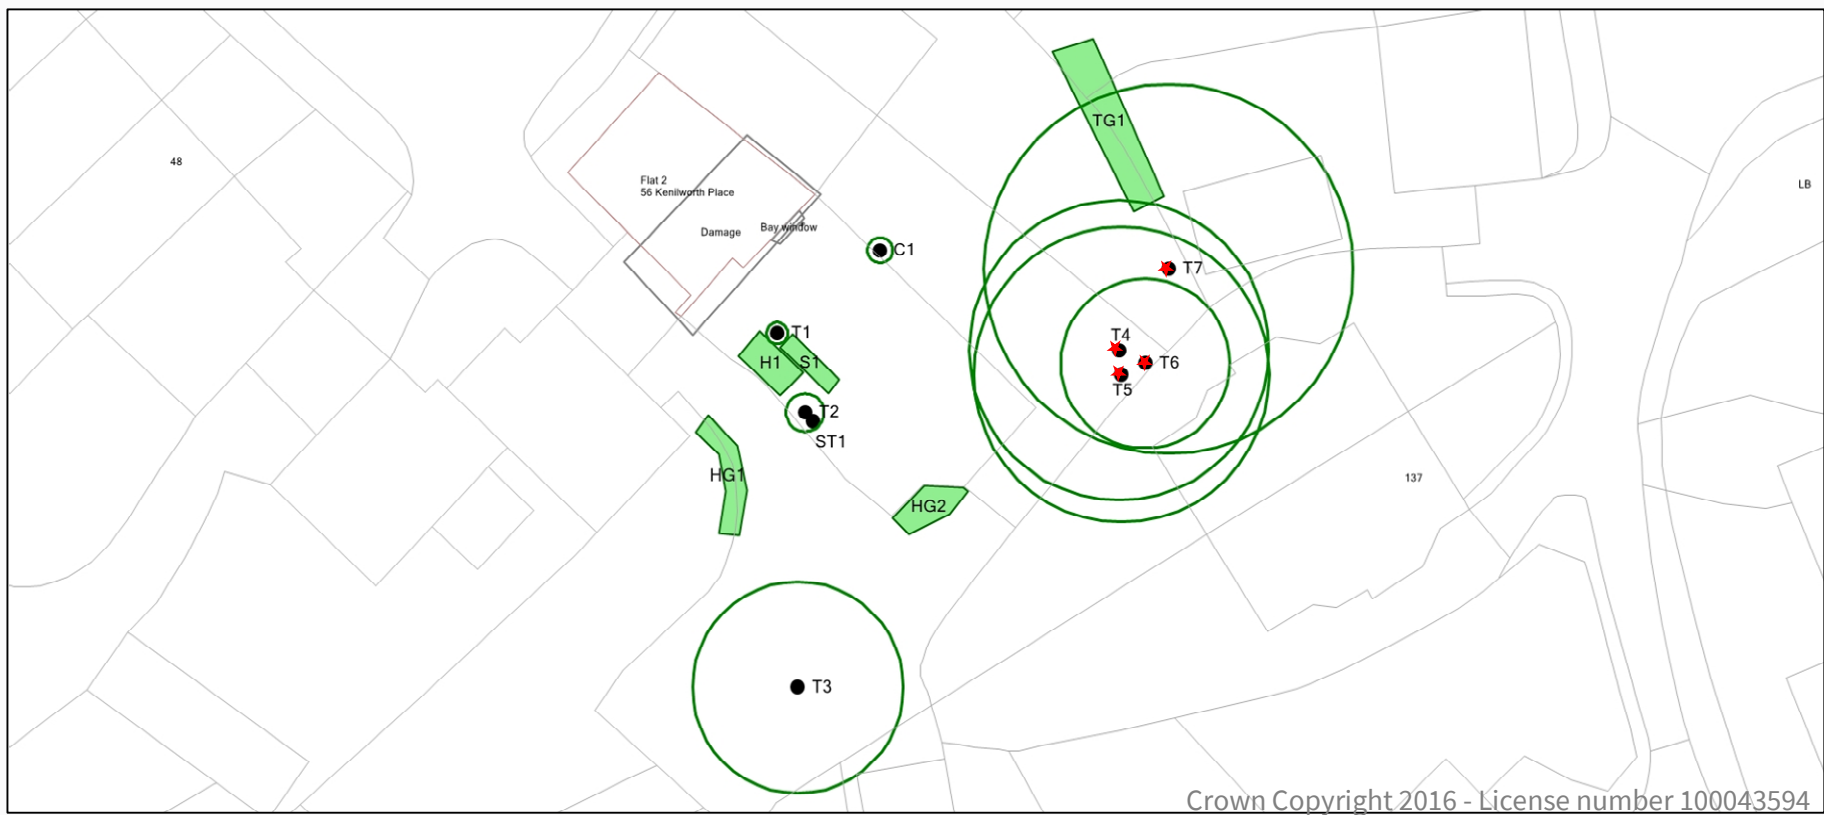 TG1
48
Flat 2
56 Kenilworth Place
LB
Damage
Bay window
C1
T7
T1
T4
H1
S1
T6
T5
T2
ST1
HG1
137
HG2
T3
Crown Copyright 2016 - License number 100043594